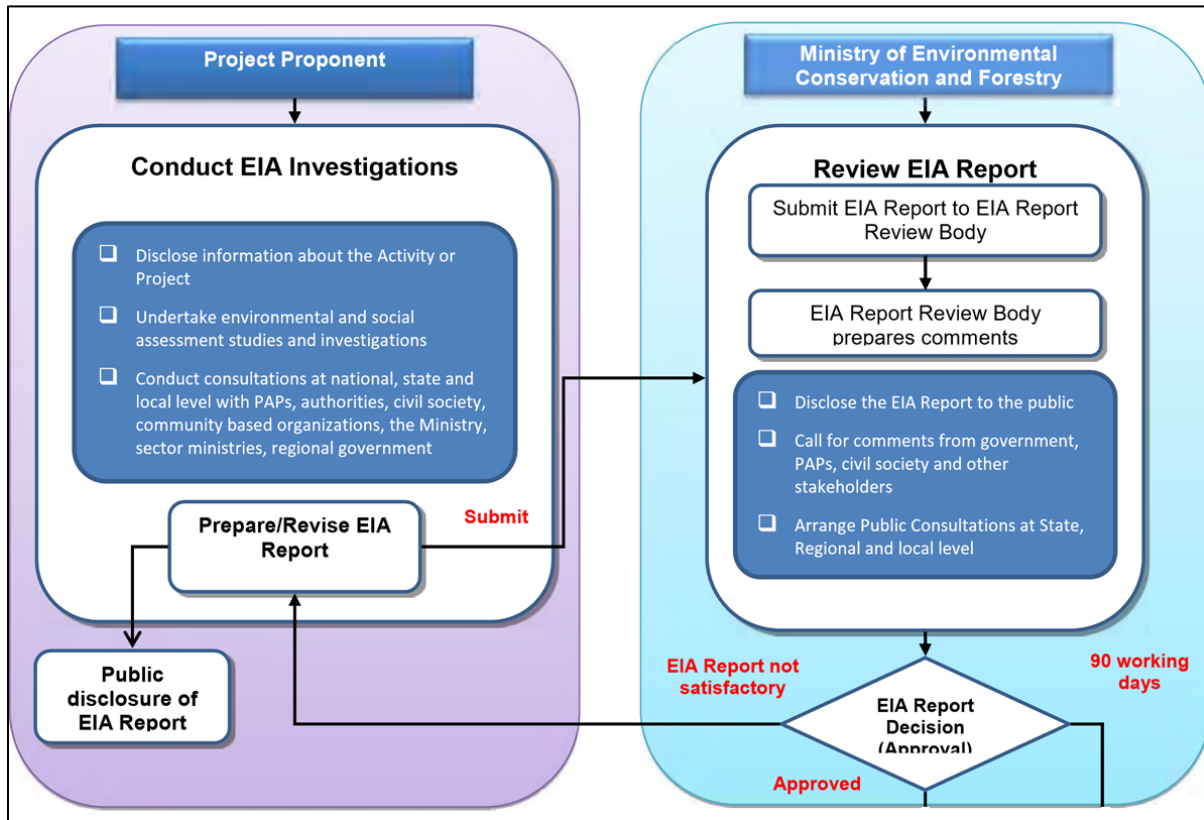 Project Proponent
Conduct EIA Investigations
Disclose information about the Activity or
Project
Undertake environmental and social
assessment studies and investigations
Conduct consultations at national, state and
local level with PAPs, authorities, civil society,
community based organizations, the Ministry,
sector ministries, regional government
Prepare/Revise EIA
Report
Submit
Public
disclosure of
EIA Report
Ministry of Environmental
Conservation and Forestry
Review EIA Report
Submit EIA Report to EIA Report
Review Body
EIA Report Review Body
prepares comments
Disclose the EIA Report to the public
Call for comments from government,
PAPs, civil society and other
stakeholders
Arrange Public Consultations at State,
Regional and local level
EIA Report not
satisfactory
90 working
days
EIA Report
Decision
(Approval)
Approved